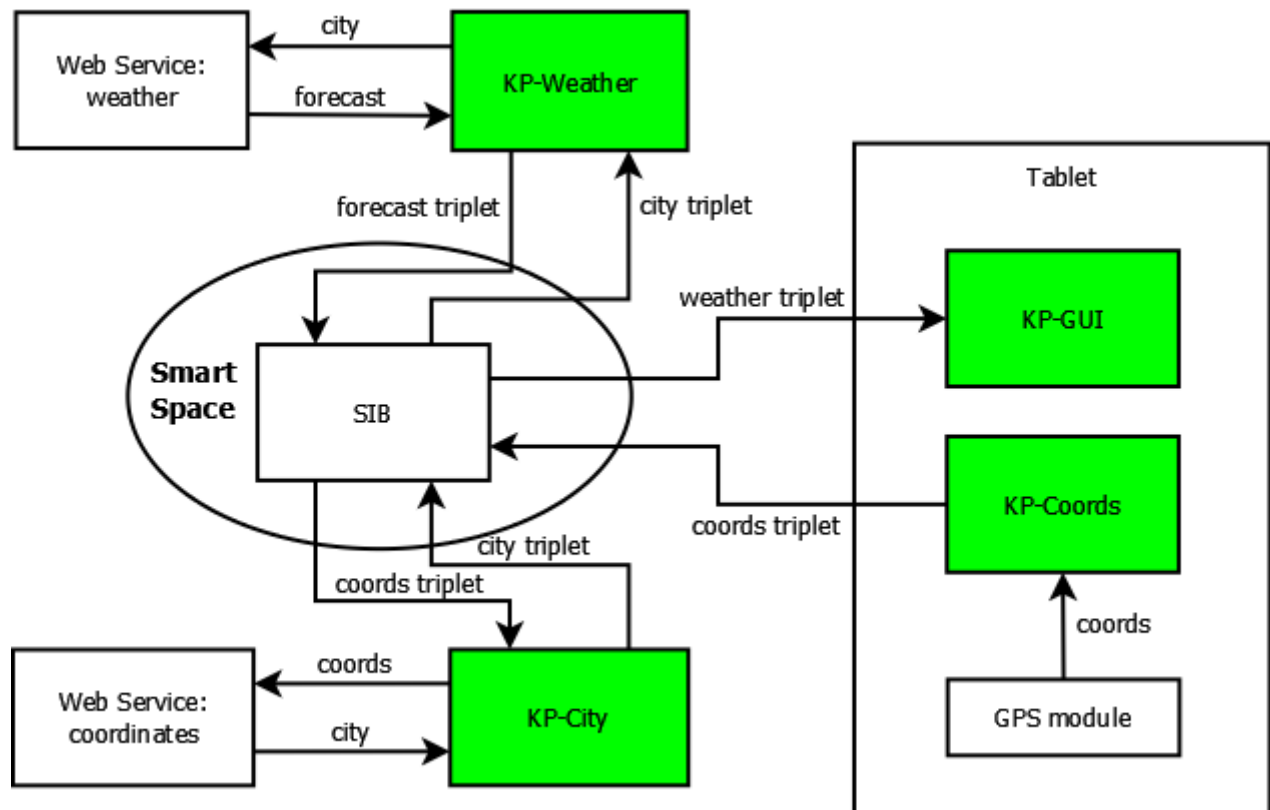 city
Web Service:
weather
KP-Weather
forecast
Tablet
forecast triplet
city triplet
weather triplet
KP-GUI
Smart
Space
SIB
KP-Coords
coords triplet
city triplet
coords triplet
coords
coords
Web Service:
coordinates
KP-City
GPS module
city